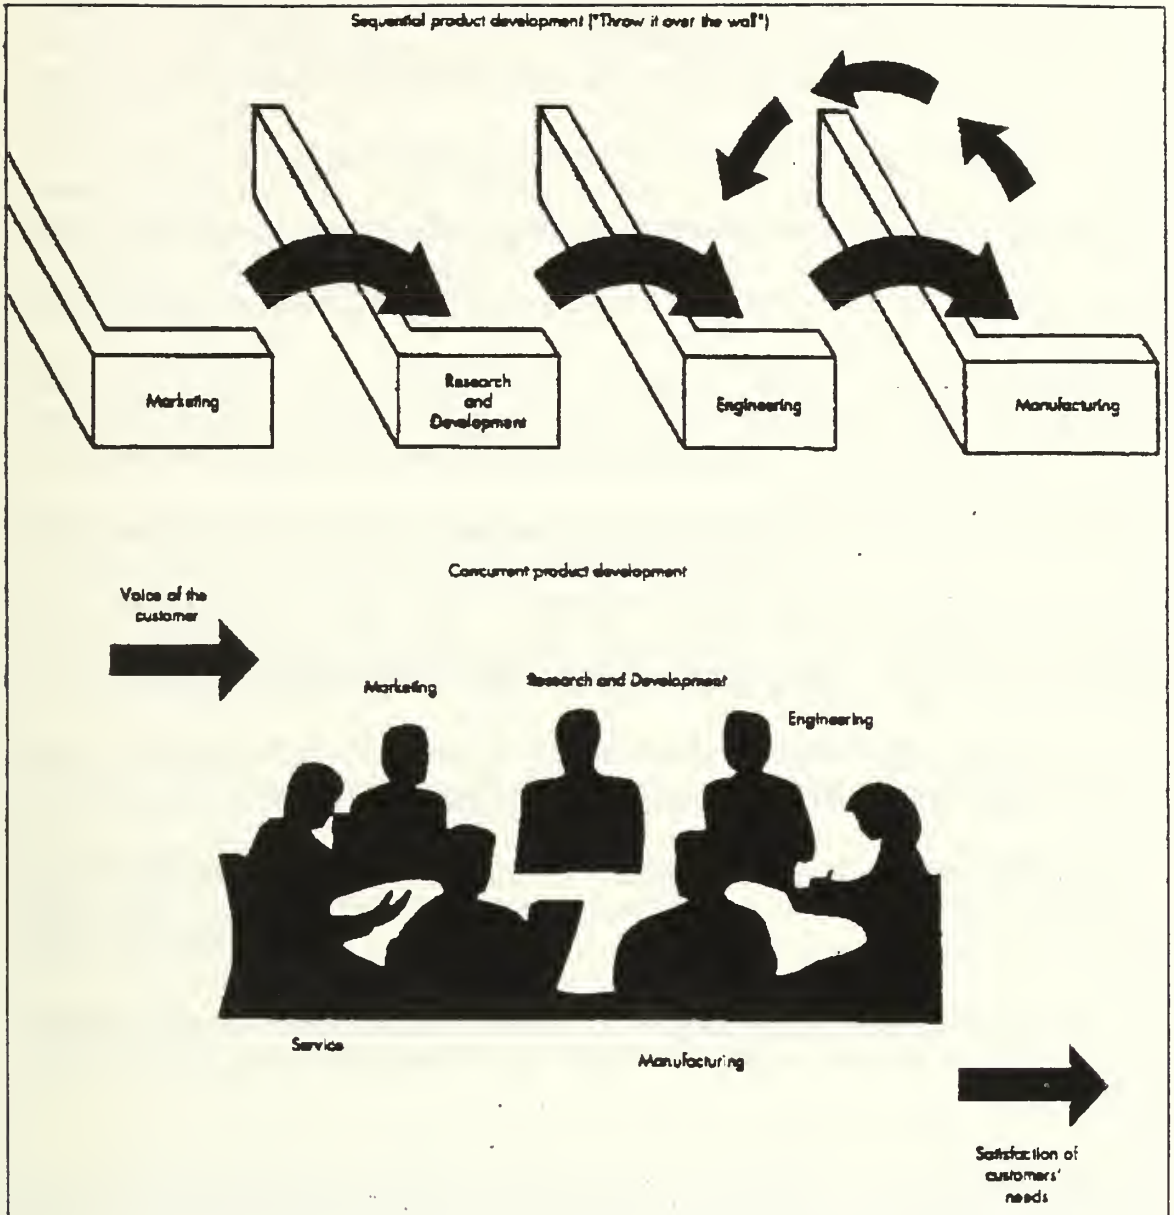 Sequential product development ("Throw it over the wall")
Marketing
Research
and
Development
Engineering
Manufacturing
Concurrent product development
Voice of the
customer
Marketing
Research and Development
Engineering
Service
Manufacturing
Satisfaction of
customers'
needs